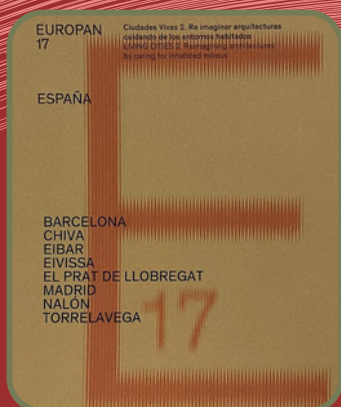 EUROPAN
17
Ciudades Vivas 2. Re imaginar arquitecturas
cuidando de los entornos habitados
LIVING CITIES 2. Reimagining architectures
by caring for inhabited milieus
ESPAÑA
BARCELONA
CHIVA
EIBAR
EIVISSA
EL PRAT DE LLOBREGAT
MADRID
NALÓN
TORRELAVEGA
17